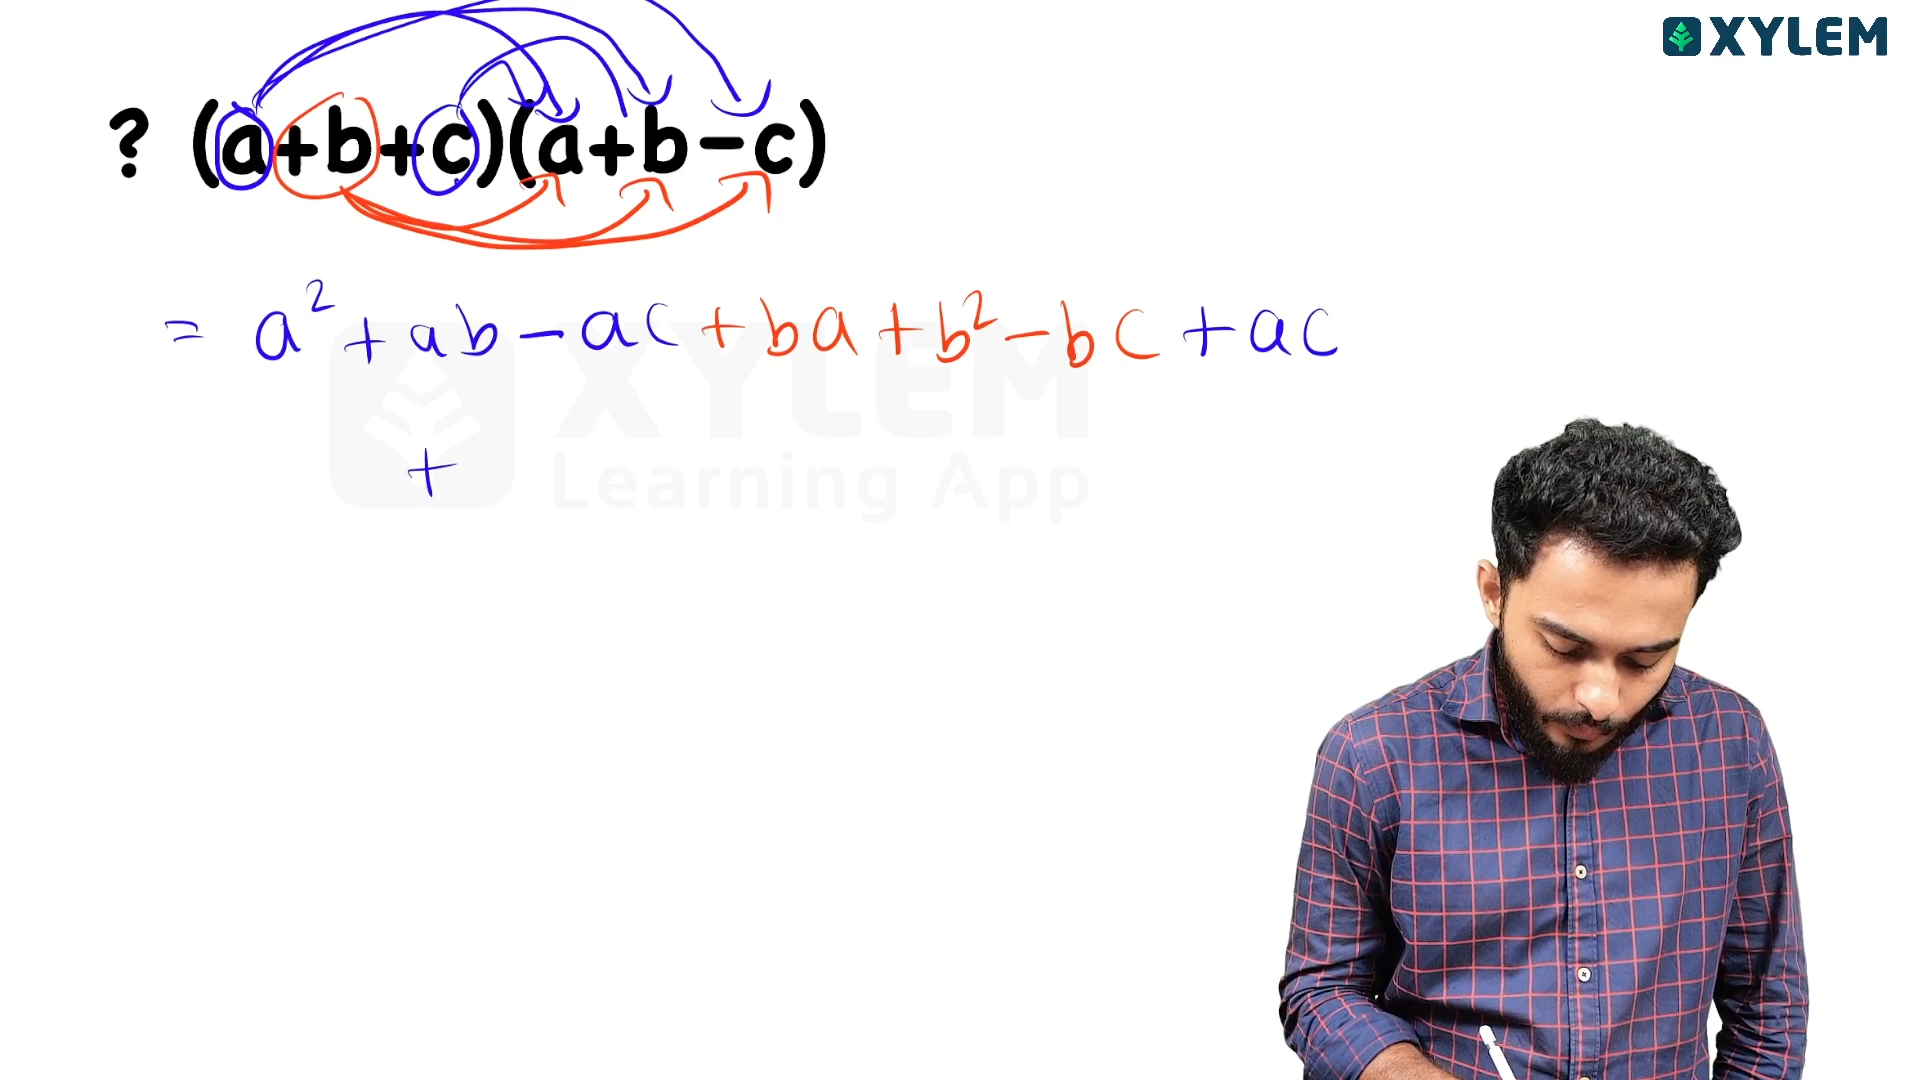 XYLEM
? (a+b+c)(a+b-c)
= a² + ab - ac + ba + b² - bc + ac
XYLEM
+
Learning App